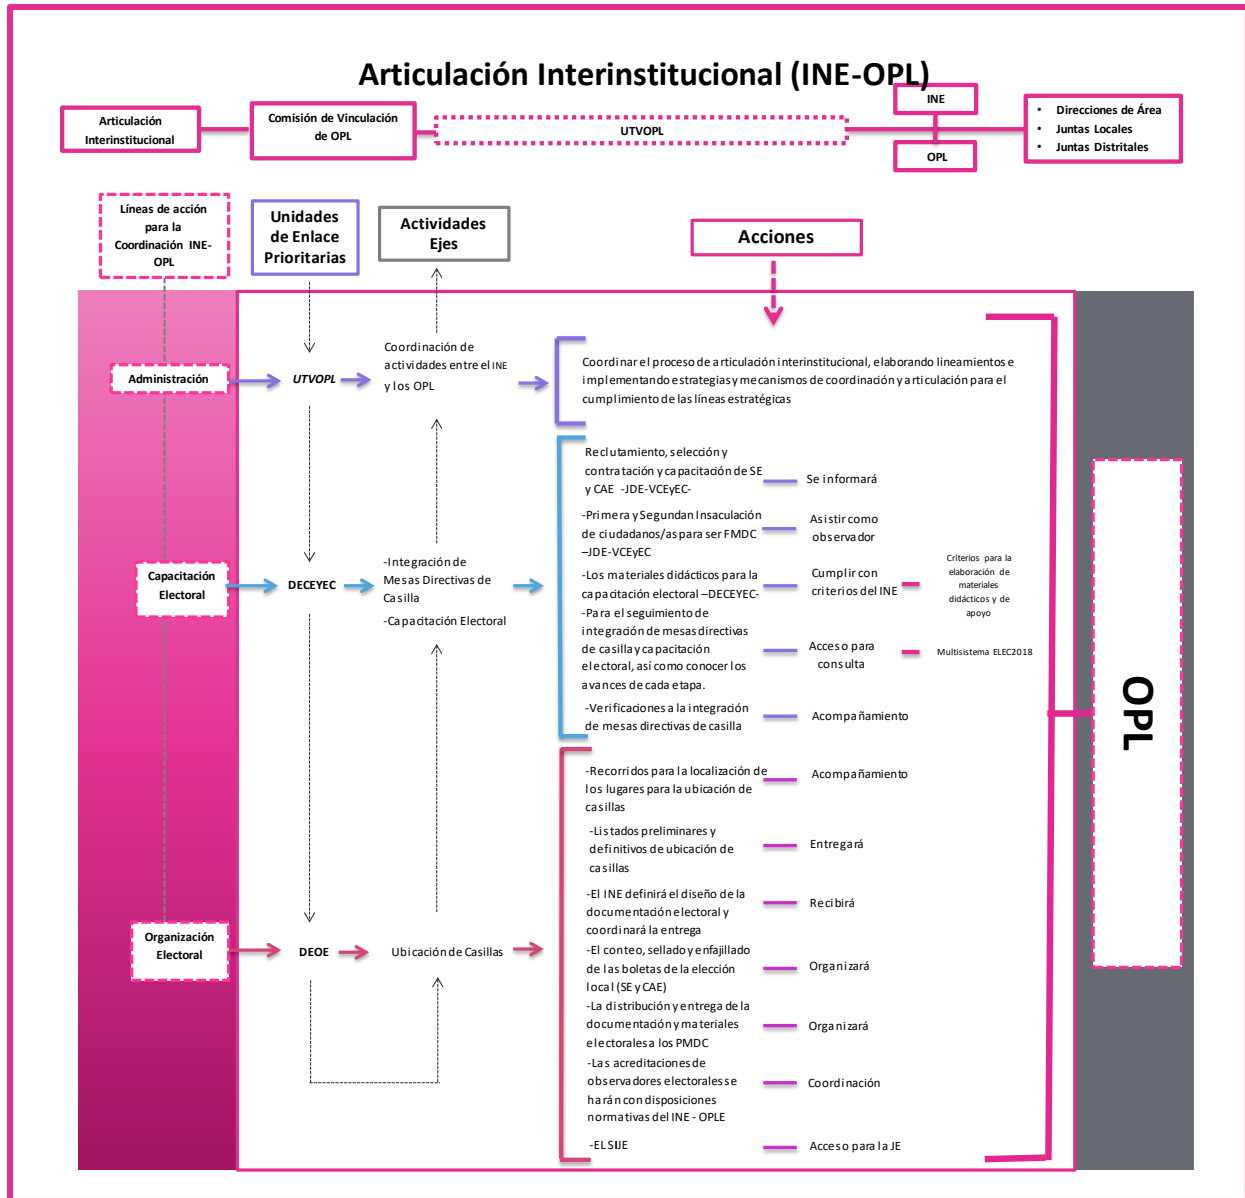 Articulación Interinstitucional (INE-OPL)
Articulación
Interinstitucional
Comisión de Vinculación
de OPL
UTVOPL
INE
OPL
• Direcciones de Área
• Juntas Locales
• Juntas Distritales
Líneas de acción
para la
Coordinación INE-
OPL
Unidades
de Enlace
Prioritarias
Actividades
Ejes
Acciones
Administración
UTVOPL
Coordinación de
actividades entre el INE
y los OPL
Coordinar el proceso de articulación interinstitucional, elaborando lineamientos e
implementando estrategias y mecanismos de coordinación y articulación para el
cumplimiento de las líneas estratégicas
Capacitación
Electoral
DECEYEC
-Integración de
Mesas Directivas de
Casilla
-Capacitación Electoral
Reclutamiento, selección y
contratación y capacitación de SE
y CAE -JDE-VCEyEC-
Se informará
-Primera y Segundan Insaculación
de ciudadanos/as para ser FMDC
–JDE-VCEyEC
Asistir como
observador
-Los materiales didácticos para la
capacitación electoral –DECEYEC-
Cumplir con
criterios del INE
Criterios para la
elaboración de
materiales
didácticos y de
apoyo
-Para el seguimiento de
integración de mesas directivas
de casilla y capacitación
electoral, así como conocer los
avances de cada etapa.
Acceso para
consulta
Multisistema ELEC2018
-Verificaciones a la integración
de mesas directivas de casilla
Acompañamiento
Organización
Electoral
DEOE
Ubicación de Casillas
-Recorridos para la localización de
los lugares para la ubicación de
casillas
Acompañamiento
-Listados preliminares y
definitivos de ubicación de
casillas
Entregará
-El INE definirá el diseño de la
documentación electoral y
coordinará la entrega
Recibirá
-El conteo, sellado y enfajillado
de las boletas de la elección
local (SE y CAE)
Organizará
-La distribución y entrega de la
documentación y materiales
electorales a los PMDC
Organizará
-Las acreditaciones de
observadores electorales se
harán con disposiciones
normativas del INE - OPLE
Coordinación
-EL SIJE
Acceso para la JE
OPL